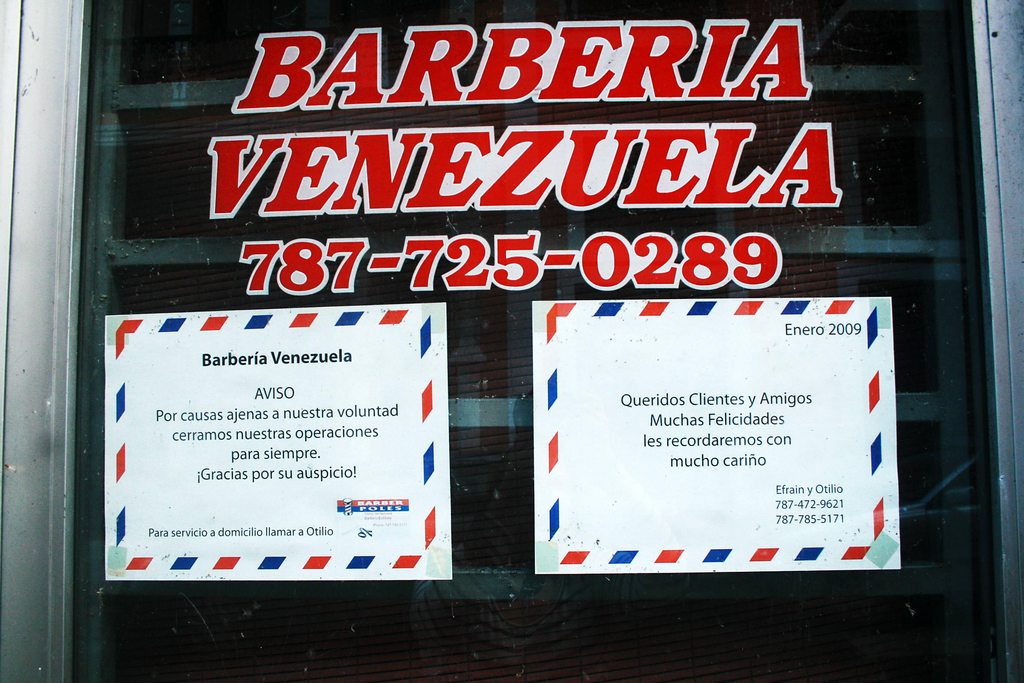 BARBERIA
VENEZUELA
787-725-0289
Barbería Venezuela
AVISO
Por causas ajenas a nuestra voluntad
cerramos nuestras operaciones
para siempre.
¡Gracias por su auspicio!
BARBER
POLES
Para servicio a domicilio llamar a Otilio
Enero 2009
Queridos Clientes y Amigos
Muchas Felicidades
les recordaremos con
mucho cariño
Efrain y Otilio
787-472-9621
787-785-5171